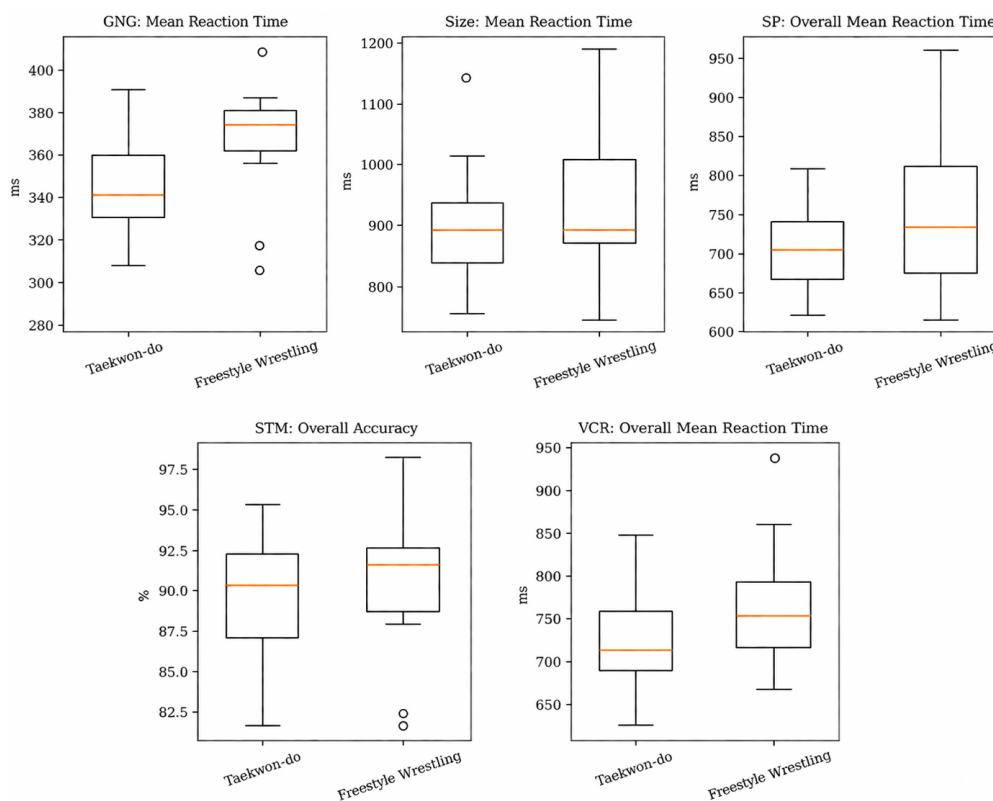 GNG: Mean Reaction Time
ms
400
380
360
340
320
300
280
Taekwon-do
Freestyle Wrestling
Size: Mean Reaction Time
ms
1200
1100
1000
900
800
Taekwon-do
Freestyle Wrestling
SP: Overall Mean Reaction Time
ms
950
900
850
800
750
700
650
600
Taekwon-do
Freestyle Wrestling
STM: Overall Accuracy
%
97.5
95.0
92.5
90.0
87.5
85.0
82.5
Taekwon-do
Freestyle Wrestling
VCR: Overall Mean Reaction Time
ms
950
900
850
800
750
700
650
Taekwon-do
Freestyle Wrestling